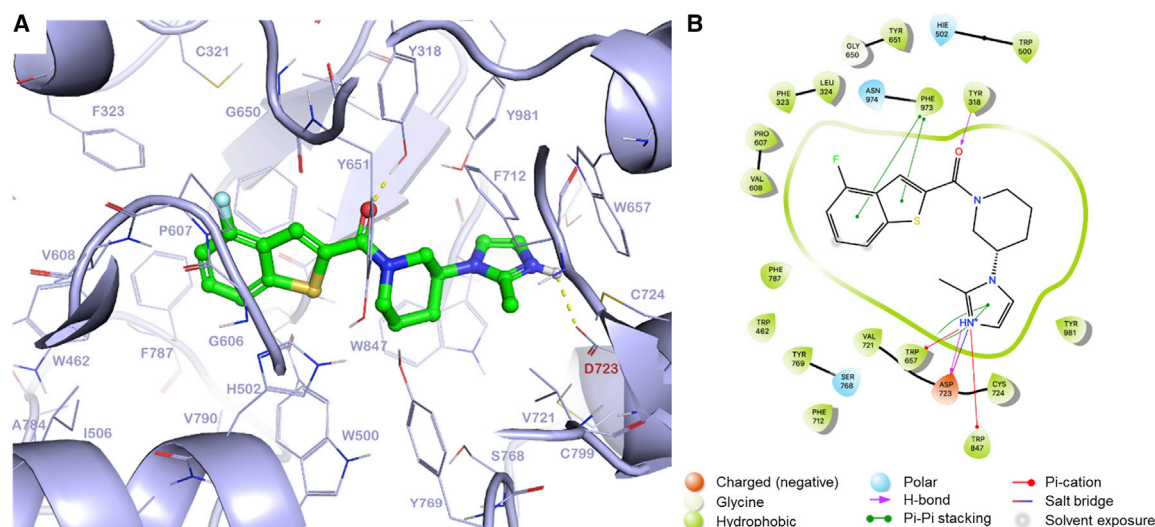 A
C321
Y318
F323
G650
Y981
Y651
F712
W657
P607
V608
C724
G606
W847
W462
F787
D723
H502
A784
V790
V721
I506
W500
S768
C799
Y769
B
GLY 650
TYR 651
HIE 502
TRP 500
PHE 323
LEU 324
ASN 974
PHE 973
TYR 318
PRO 607
VAL 608
F
O
S
N
N
HN+
PHE 787
TRP 462
TYR 769
SER 768
PHE 712
VAL 721
TRP 657
ASP 723
CYS 724
TYR 981
TRP 847
Charged (negative)
Glycine
Hydrophobic
Polar
H-bond
Pi-Pi stacking
Pi-cation
Salt bridge
Solvent exposure